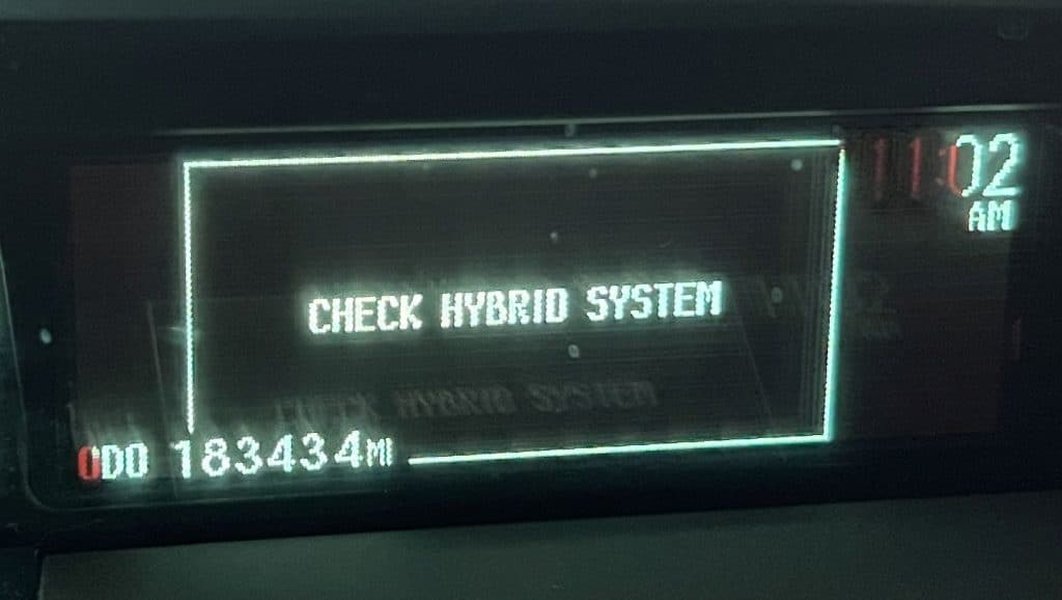 11:02
AM
CHECK HYBRID SYSTEM
ODO 183434MI